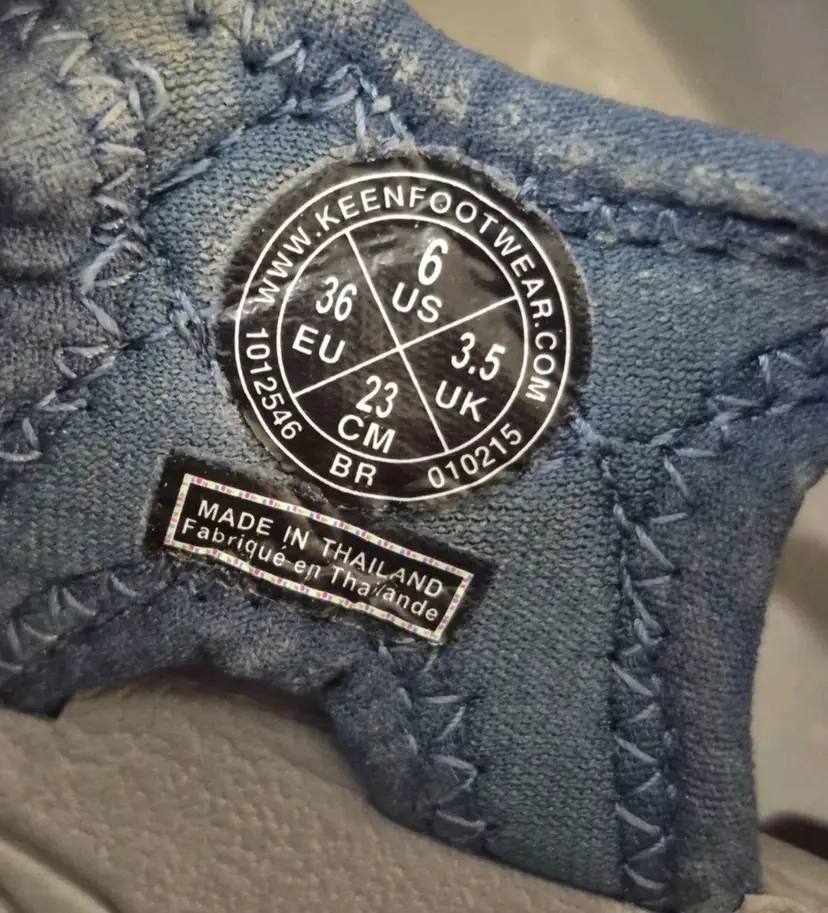 WWW.KEENFOOTWEAR.COM
6
US
36
EU
3.5
UK
23
CM
1012546
BR
010215
MADE IN THAILAND
Fabriqué en Thaïlande